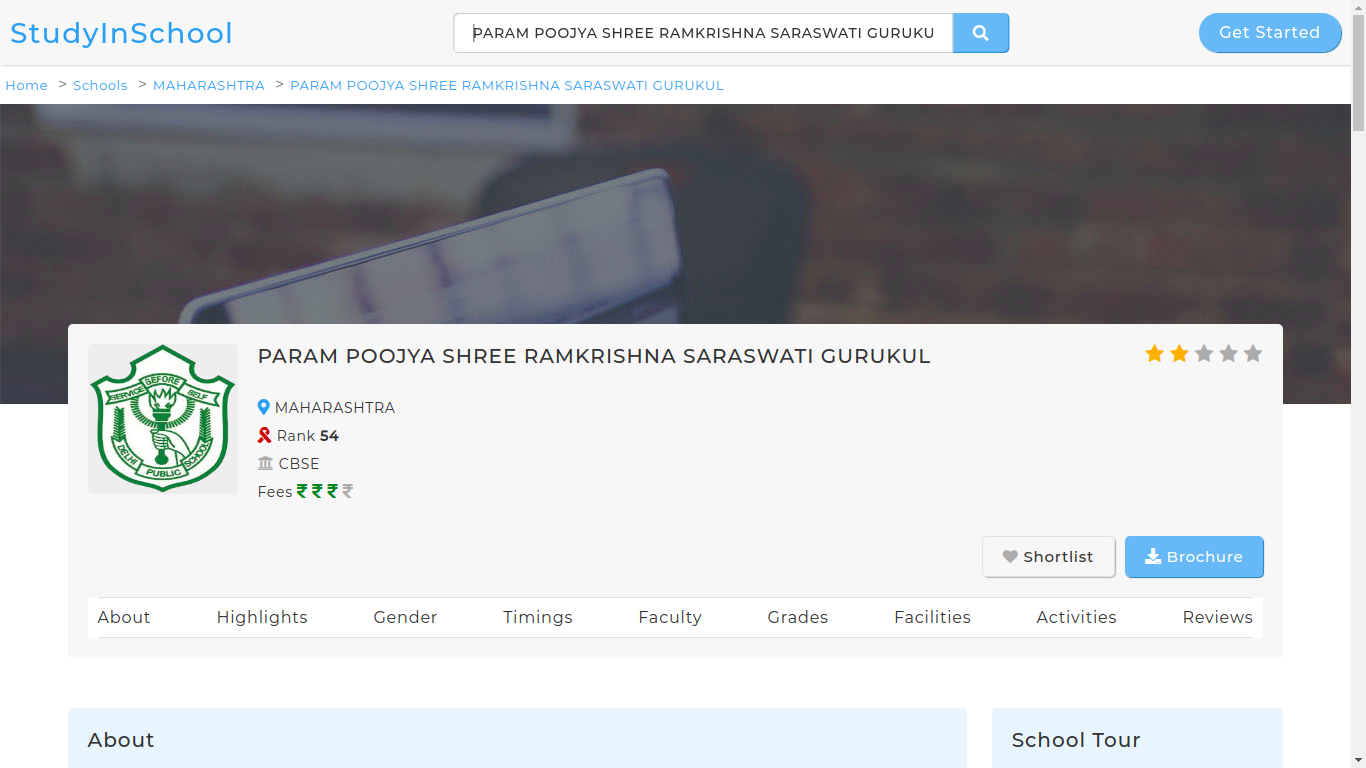 StudyInSchool
PARAM POOJYA SHREE RAMKRISHNA SARASWATI GURUKU
Get Started
Home > Schools > MAHARASHTRA > PARAM POOJYA SHREE RAMKRISHNA SARASWATI GURUKUL
SERVICE BEFORE SELF
DELHI PUBLIC SCHOOL
PARAM POOJYA SHREE RAMKRISHNA SARASWATI GURUKUL
MAHARASHTRA
Rank 54
CBSE
Fees ₹ ₹ ₹ ₹
Shortlist
Brochure
About Highlights Gender Timings Faculty Grades Facilities Activities Reviews
About
School Tour